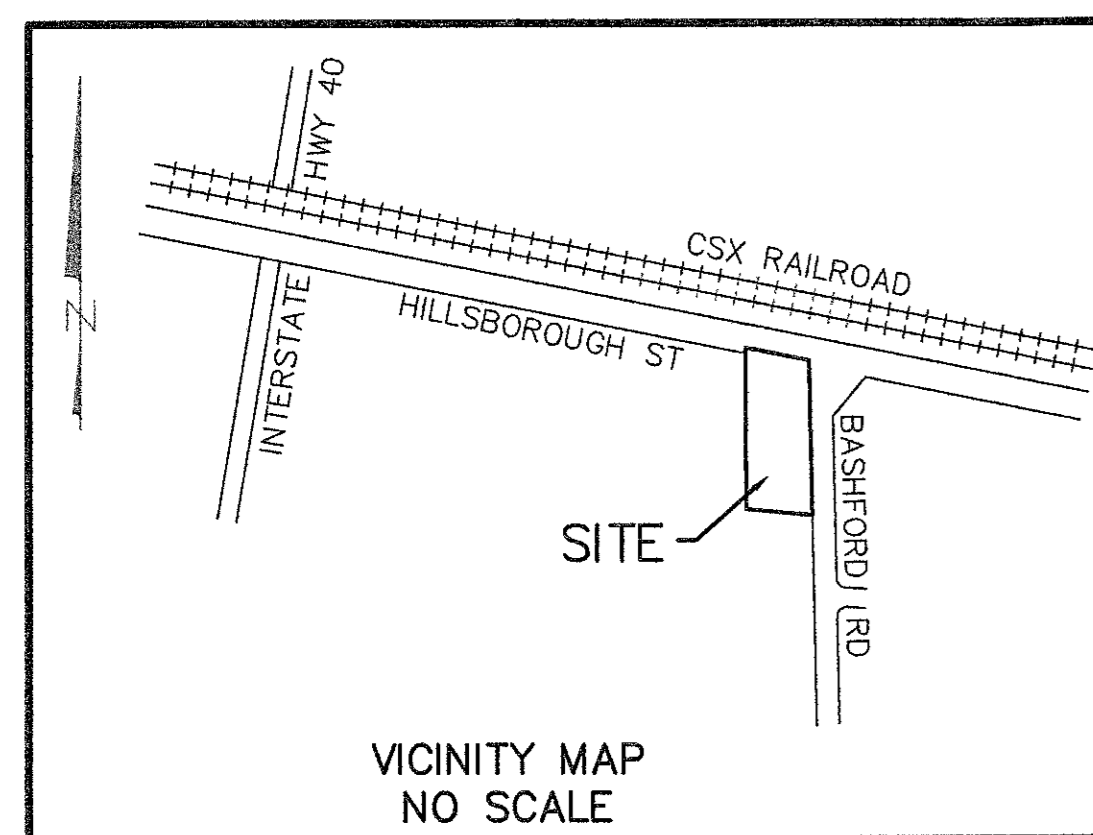 HWY 40
CSX RAILROAD
N
HILLSBOROUGH ST
INTERSTATE
BASHFORD RD
SITE
VICINITY MAP
NO SCALE